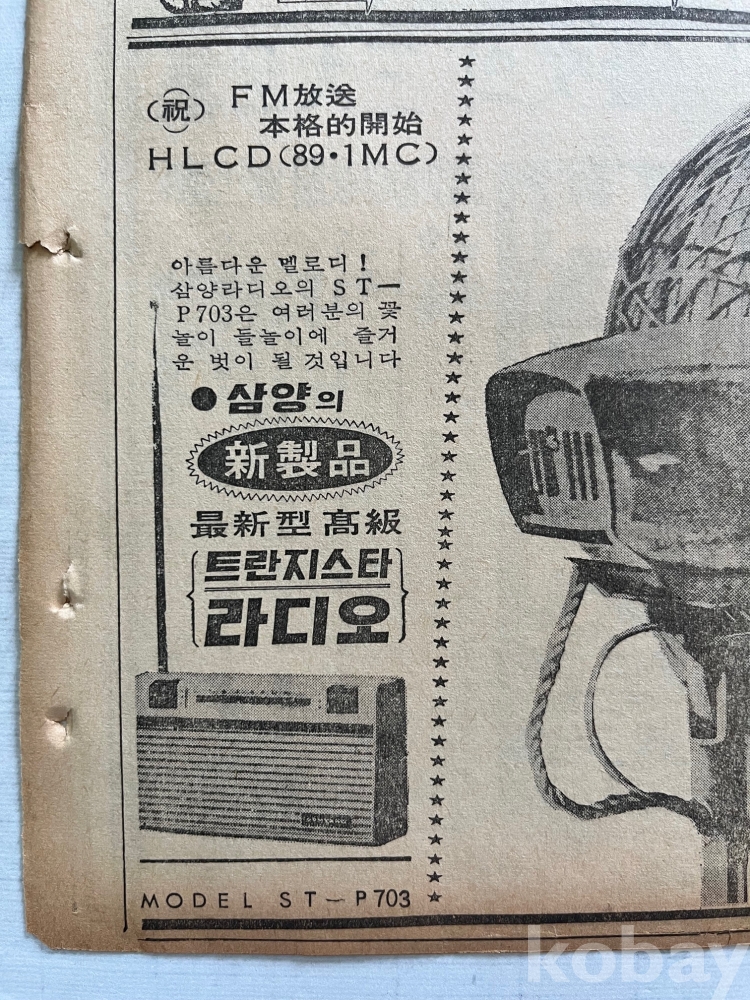 (祝) FM放送
本格的開始
HLCD(89·1MC)
아름다운 멜로디!
삼양라디오의 ST—
P703은 여러분의 꽃
놀이 들놀이에 즐거
운 벗이 될 것입니다
● 삼양의
新製品
最新型高級
트란지스타
라디오
MODEL ST—P703
kobay